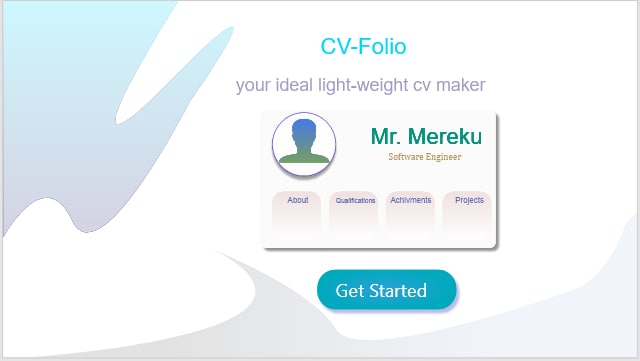 CV-Folio
your ideal light-weight cv maker
Mr. Mereku
Software Engineer
About
Qualifications
Achivments
Projects
Get Started